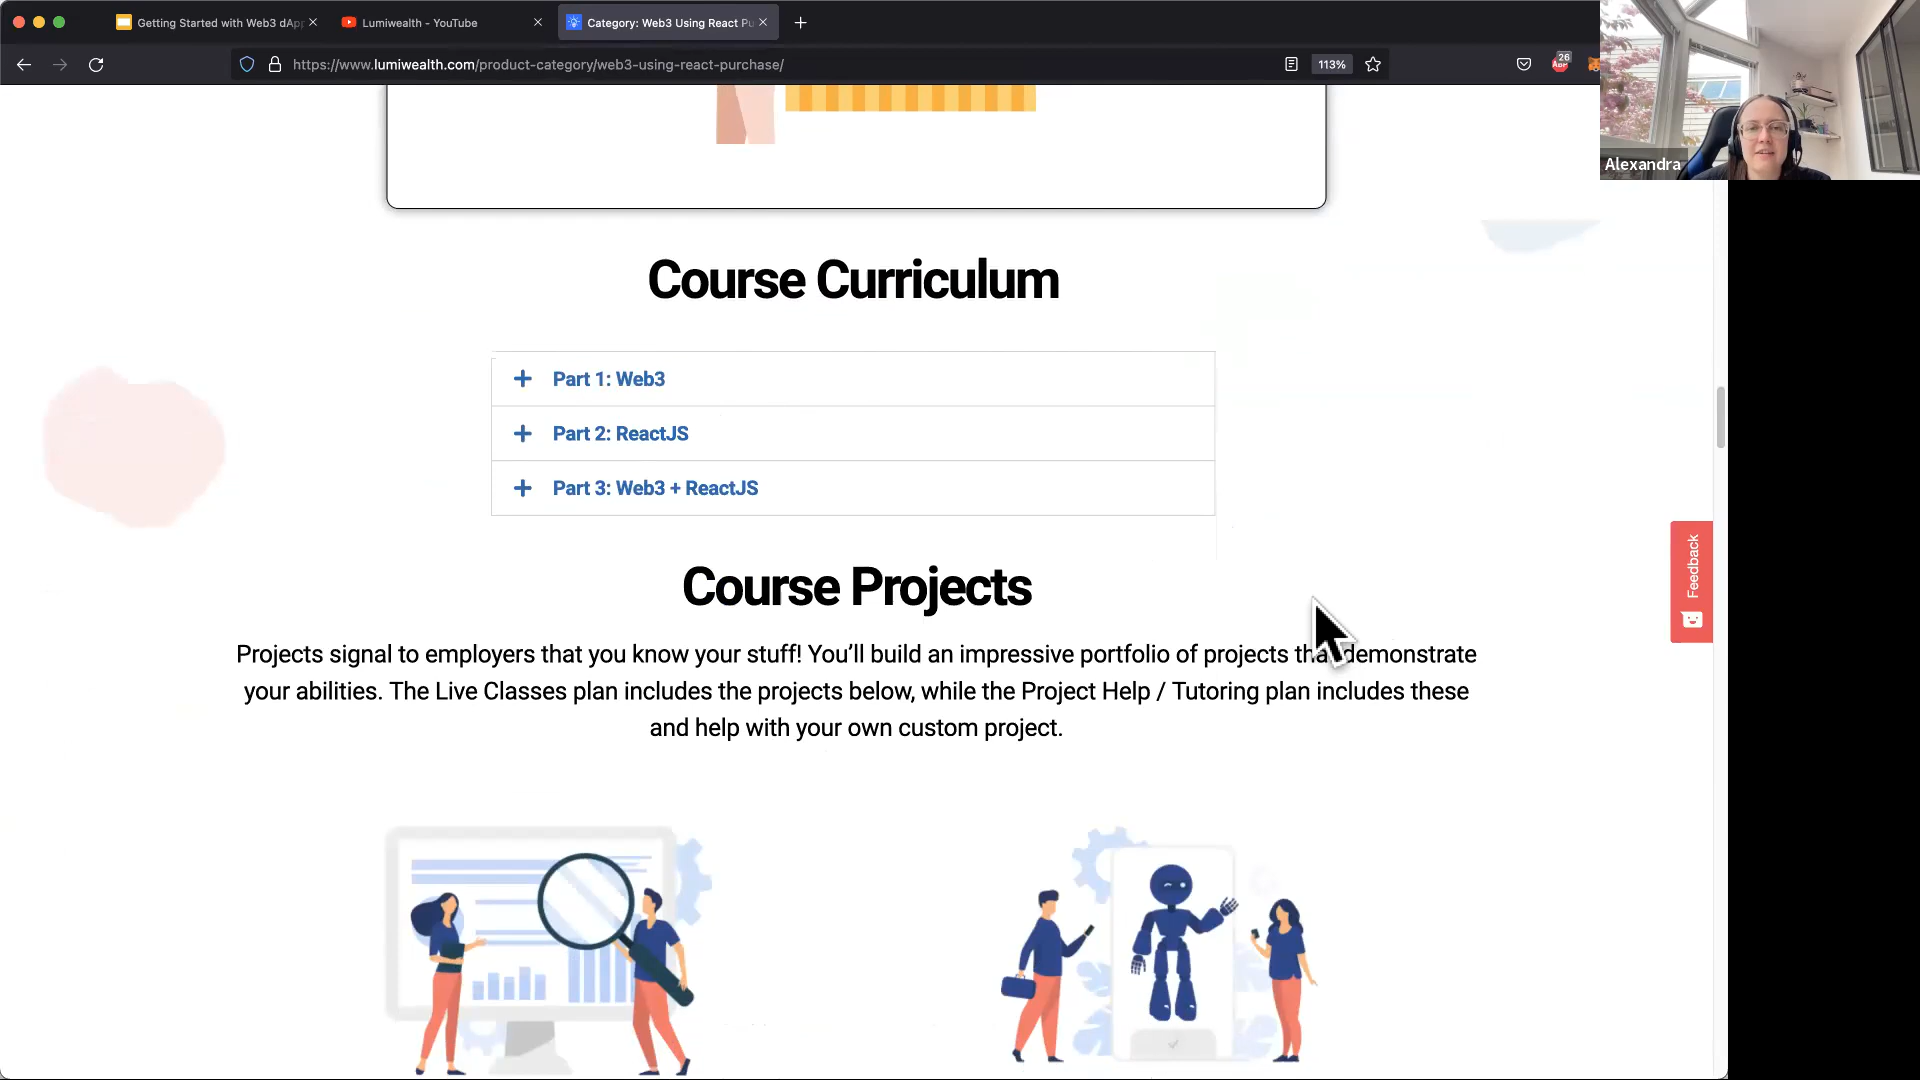 Getting Started with Web3 dApp
Lumiwealth - YouTube
Category: Web3 Using React Pu
https://www.lumiwealth.com/product-category/web3-using-react-purchase/
113%
26
ABP
Alexandra
Course Curriculum
Part 1: Web3
Part 2: ReactJS
Part 3: Web3 + ReactJS
Feedback
Course Projects
Projects signal to employers that you know your stuff! You'll build an impressive portfolio of projects that demonstrate
your abilities. The Live Classes plan includes the projects below, while the Project Help / Tutoring plan includes these
and help with your own custom project.